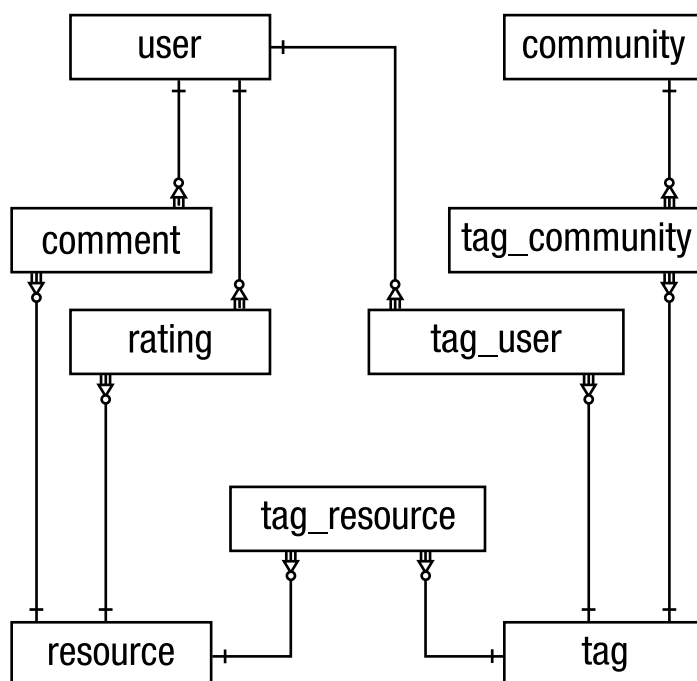 user
community
comment
tag_community
rating
tag_user
tag_resource
resource
tag